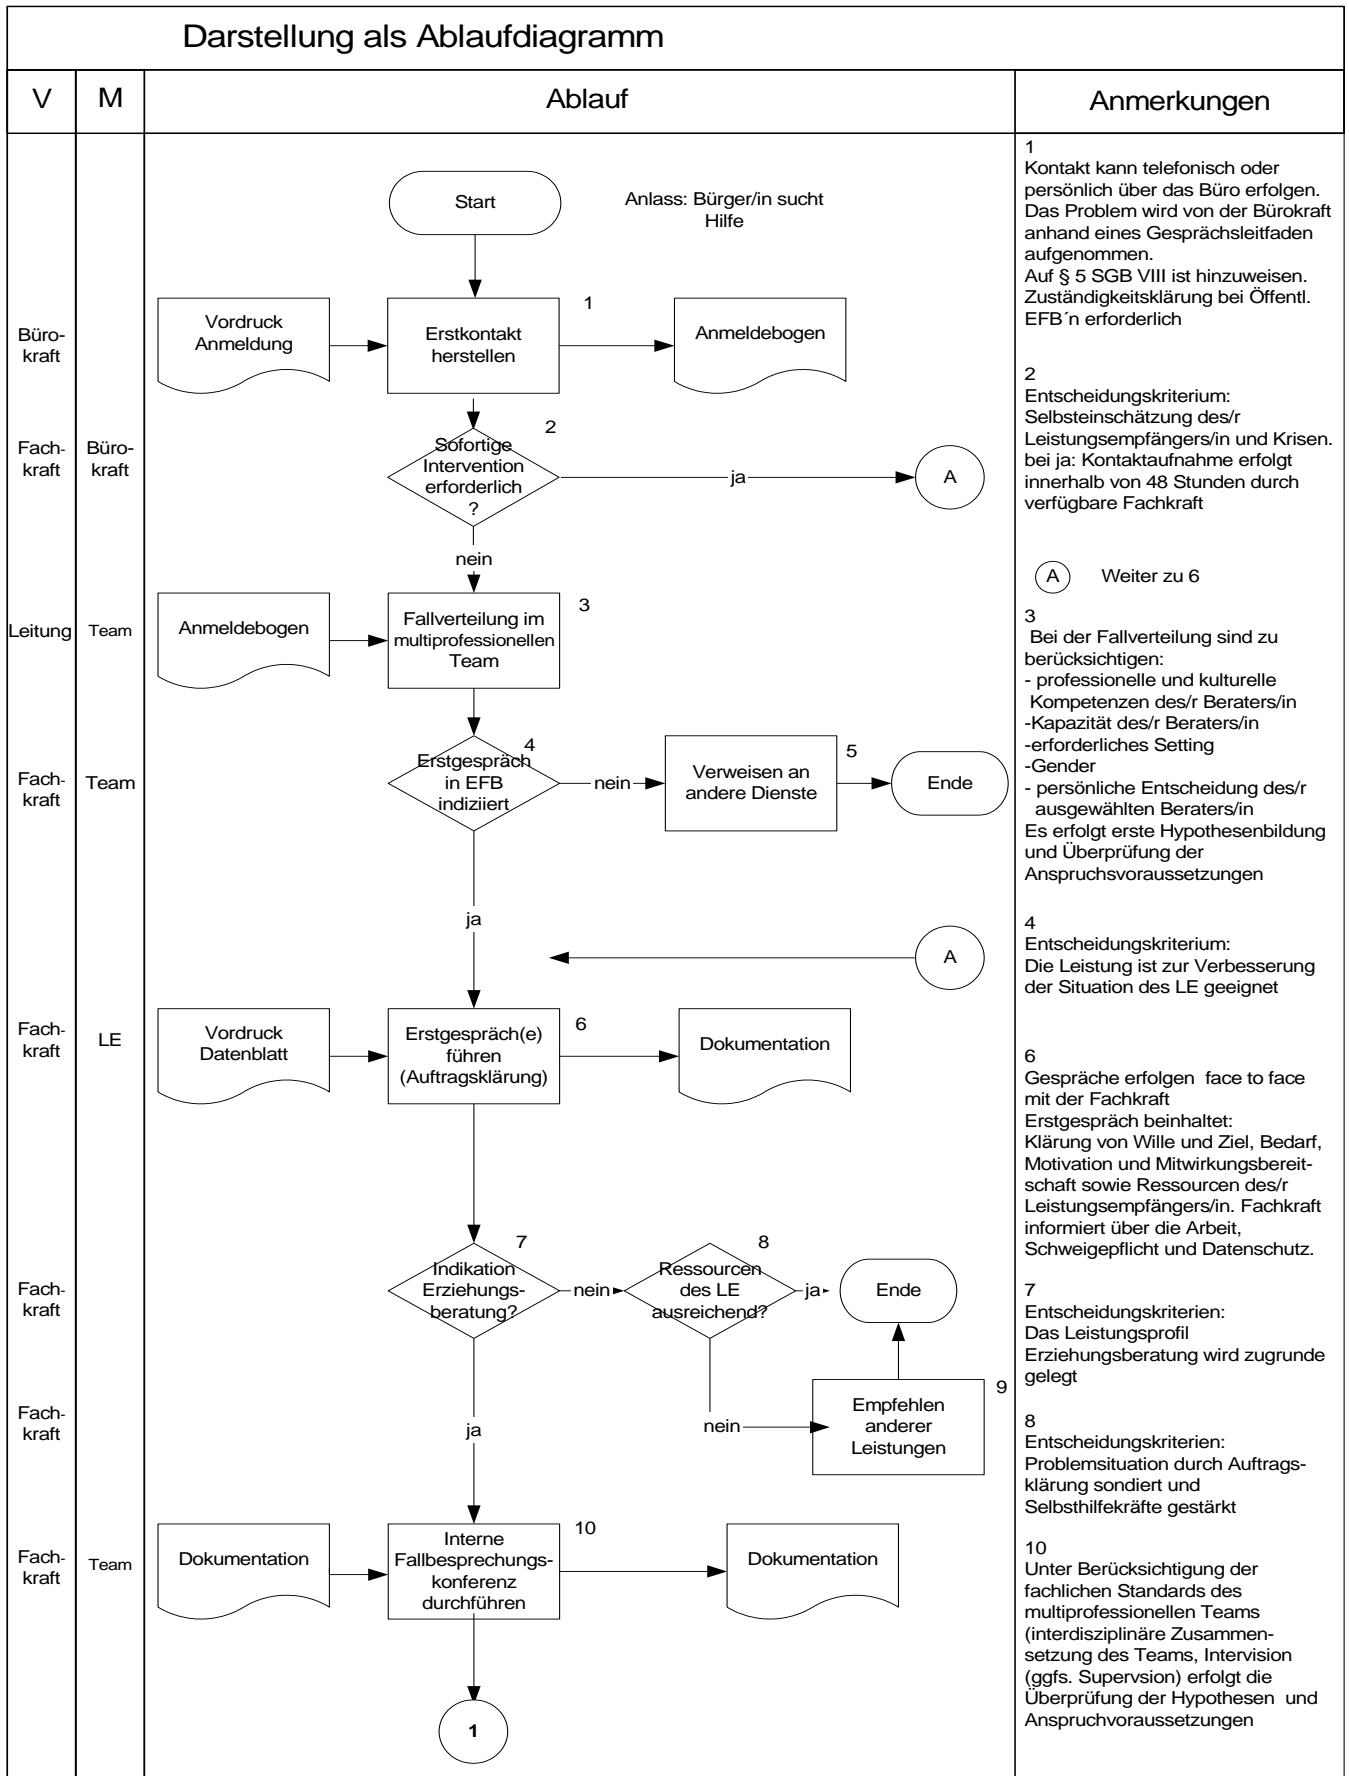 Darstellung als Ablaufdiagramm
V
M
Ablauf
Anmerkungen
Start
Anlass: Bürger/in sucht
Hilfe
Büro-
kraft
Vordruck
Anmeldung
Erstkontakt
herstellen
1
Anmeldebogen
Fach-
kraft
Büro-
kraft
Sofortige
Intervention
erforderlich
?
2
ja
A
nein
Leitung
Team
Anmeldebogen
Fallverteilung im
multiprofessionellen
Team
3
Fach-
kraft
Team
Erstgespräch
in EFB
indiziiert
4
nein
Verweisen an
andere Dienste
5
Ende
ja
A
Fach-
kraft
LE
Vordruck
Datenblatt
Erstgespräch(e)
führen
(Auftragsklärung)
6
Dokumentation
Fach-
kraft
Indikation
Erziehungs-
beratung?
7
nein
Ressourcen
des LE
ausreichend?
8
ja
Ende
Fach-
kraft
ja
nein
Empfehlen
anderer
Leistungen
9
Fach-
kraft
Team
Dokumentation
Interne
Fallbesprechungs-
konferenz
durchführen
10
Dokumentation
1
1
Kontakt kann telefonisch oder
persönlich über das Büro erfolgen.
Das Problem wird von der Bürokraft
anhand eines Gesprächsleitfaden
aufgenommen.
Auf § 5 SGB VIII ist hinzuweisen.
Zuständigkeitsklärung bei Öffentl.
EFB´n erforderlich
2
Entscheidungskriterium:
Selbsteinschätzung des/r
Leistungsempfängers/in und Krisen.
bei ja: Kontaktaufnahme erfolgt
innerhalb von 48 Stunden durch
verfügbare Fachkraft
A Weiter zu 6
3
Bei der Fallverteilung sind zu
berücksichtigen:
- professionelle und kulturelle
Kompetenzen des/r Beraters/in
-Kapazität des/r Beraters/in
-erforderliches Setting
-Gender
- persönliche Entscheidung des/r
ausgewählten Beraters/in
Es erfolgt erste Hypothesenbildung
und Überprüfung der
Anspruchsvoraussetzungen
4
Entscheidungskriterium:
Die Leistung ist zur Verbesserung
der Situation des LE geeignet
6
Gespräche erfolgen face to face
mit der Fachkraft
Erstgespräch beinhaltet:
Klärung von Wille und Ziel, Bedarf,
Motivation und Mitwirkungsbereit-
schaft sowie Ressourcen des/r
Leistungsempfängers/in. Fachkraft
informiert über die Arbeit,
Schweigepflicht und Datenschutz.
7
Entscheidungskriterien:
Das Leistungsprofil
Erziehungsberatung wird zugrunde
gelegt
8
Entscheidungskriterien:
Problemsituation durch Auftrags-
klärung sondiert und
Selbsthilfekräfte gestärkt
10
Unter Berücksichtigung der
fachlichen Standards des
multiprofessionellen Teams
(interdisziplinäre Zusammen-
setzung des Teams, Intervision
(ggfs. Supervsion) erfolgt die
Überprüfung der Hypothesen und
Anspruchvoraussetzungen